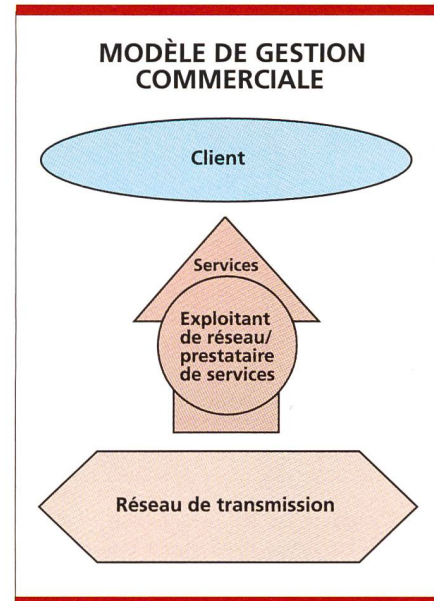 MODÈLE DE GESTION
COMMERCIALE
Client
Services
Exploitant
de réseau/
prestataire
de services
Réseau de transmission